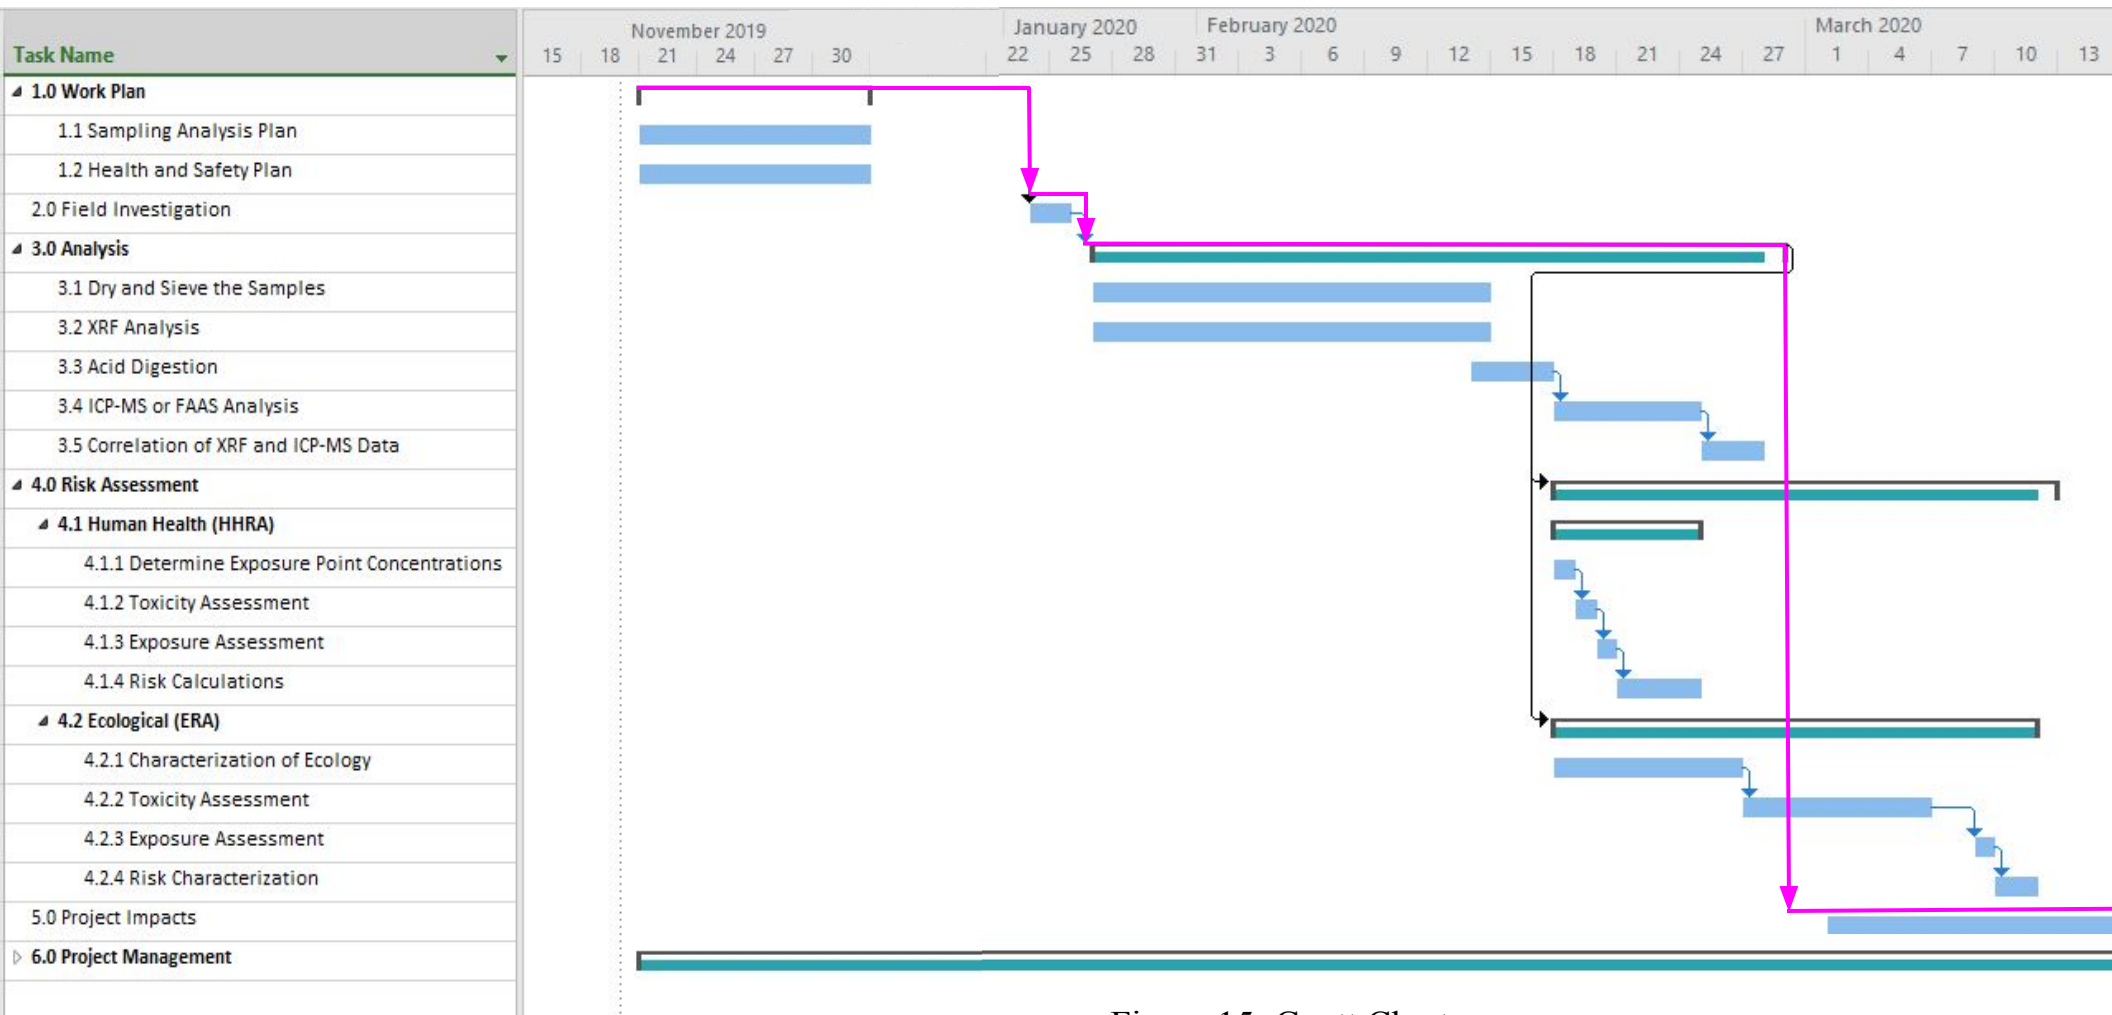 November 2019 January 2020 February 2020 March 2020
Task Name 15 18 21 24 27 30 22 25 28 31 3 6 9 12 15 18 21 24 27 1 4 7 10 13
1.0 Work Plan
1.1 Sampling Analysis Plan
1.2 Health and Safety Plan
2.0 Field Investigation
3.0 Analysis
3.1 Dry and Sieve the Samples
3.2 XRF Analysis
3.3 Acid Digestion
3.4 ICP-MS or FAAS Analysis
3.5 Correlation of XRF and ICP-MS Data
4.0 Risk Assessment
4.1 Human Health (HHRA)
4.1.1 Determine Exposure Point Concentrations
4.1.2 Toxicity Assessment
4.1.3 Exposure Assessment
4.1.4 Risk Calculations
4.2 Ecological (ERA)
4.2.1 Characterization of Ecology
4.2.2 Toxicity Assessment
4.2.3 Exposure Assessment
4.2.4 Risk Characterization
5.0 Project Impacts
6.0 Project Management
Figure 15: Gantt Chart